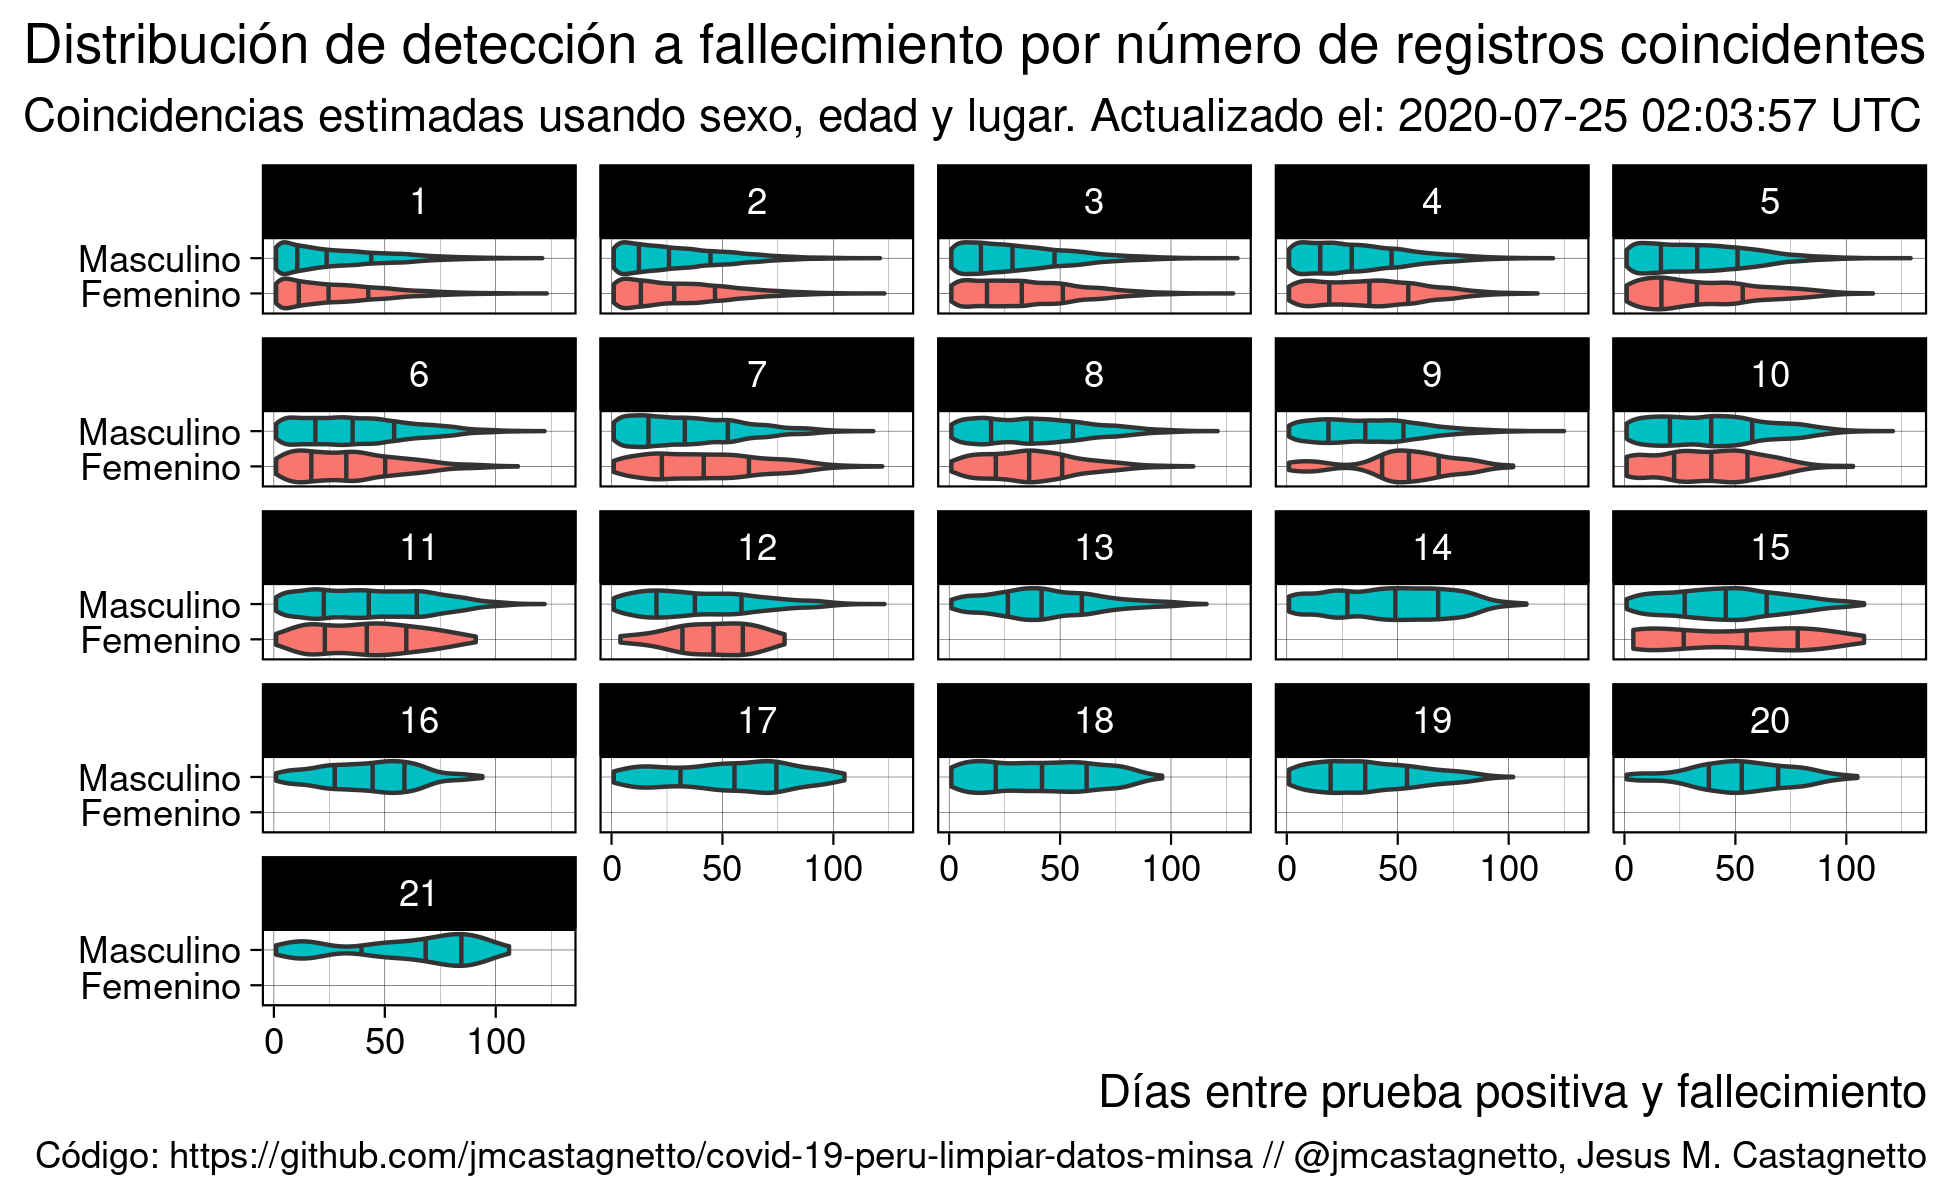 Distribución de detección a fallecimiento por número de registros coincidentes
Coincidencias estimadas usando sexo, edad y lugar. Actualizado el: 2020-07-25 02:03:57 UTC
1 2 3 4 5
Masculino
Femenino
6 7 8 9 10
Masculino
Femenino
11 12 13 14 15
Masculino
Femenino
16 17 18 19 20
Masculino
Femenino
0 50 100 0 50 100 0 50 100 0 50 100
21
Masculino
Femenino
0 50 100
Días entre prueba positiva y fallecimiento
Código: https://github.com/jmcastagnetto/covid-19-peru-limpiar-datos-minsa // @jmcastagnetto, Jesus M. Castagnetto